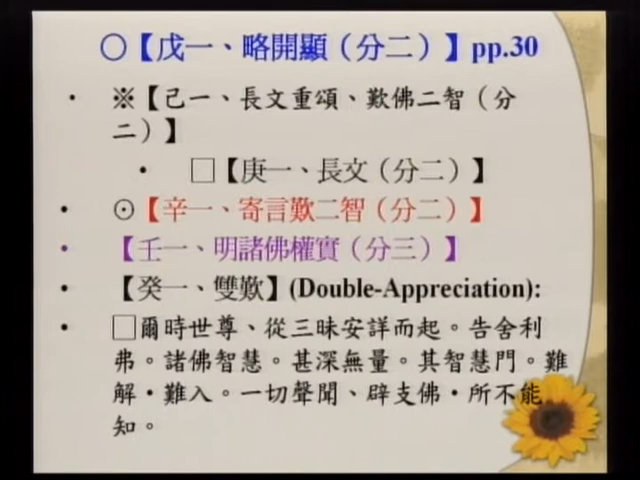 〇【戊一、略開顯（分二）】pp.30
• ※【己一、長文重頌、歎佛二智（分
二）】
• □【庚一、長文（分二）】
• ⊙【辛一、寄言歎二智（分二）】
• 【壬一、明諸佛權實（分三）】
• 【癸一、雙歎】(Double-Appreciation):
• □爾時世尊、從三昧安詳而起。告舍利
弗。諸佛智慧。甚深無量。其智慧門。難
解・難入。一切聲聞、辟支佛・所不能
知。